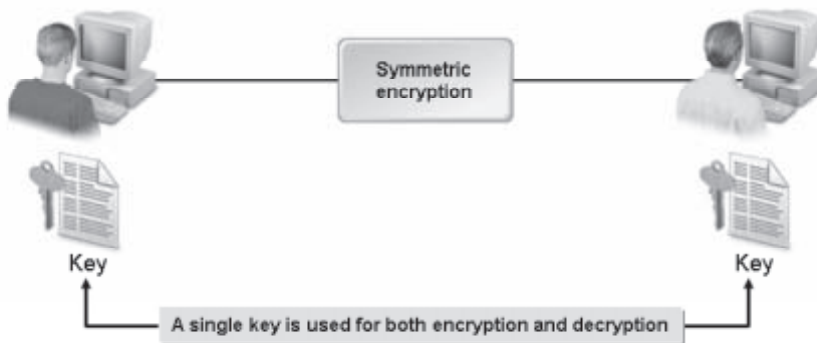 Symmetric
encryption
Key
Key
A single key is used for both encryption and decryption